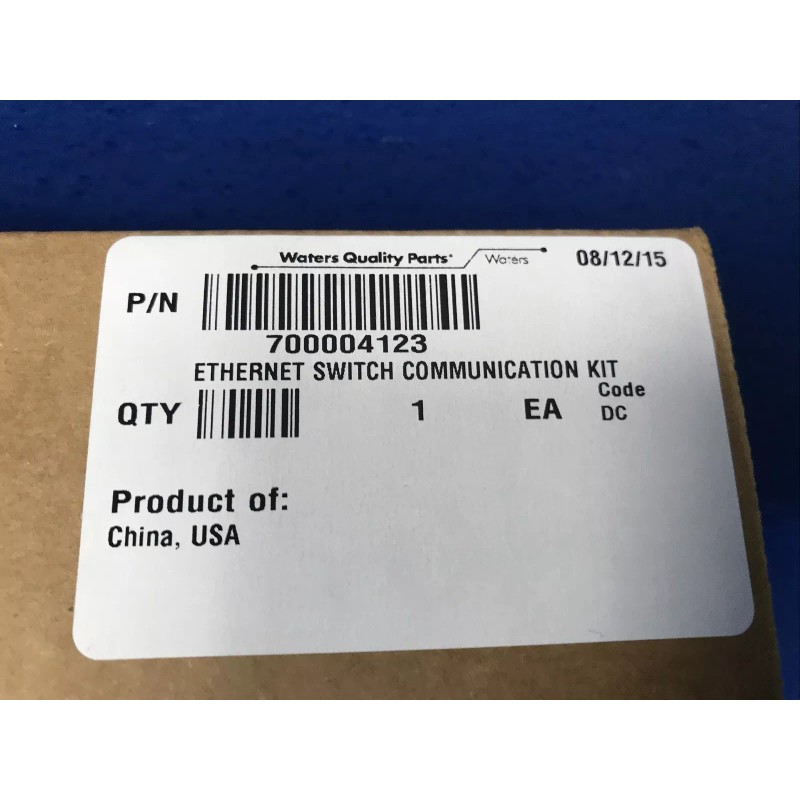 Waters Quality Parts Waters 08/12/15
P/N
700004123
ETHERNET SWITCH COMMUNICATION KIT
QTY 1 EA Code
DC
Product of:
China, USA